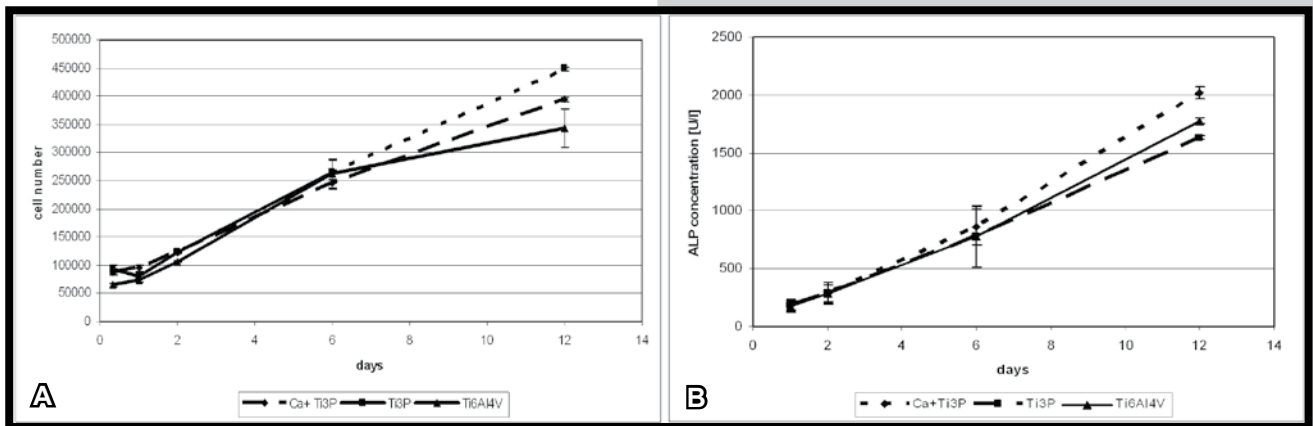 500000
450000
400000
350000
300000
250000
200000
150000
100000
50000
0
cell number
0 2 4 6 8 10 12 14
days
Ca+ Ti3P Ti3P Ti6Al4V
A
2500
2000
1500
1000
500
0
ALP concentration [U/l]
0 2 4 6 8 10 12 14
days
Ca+Ti3P Ti3P Ti6Al4V
B